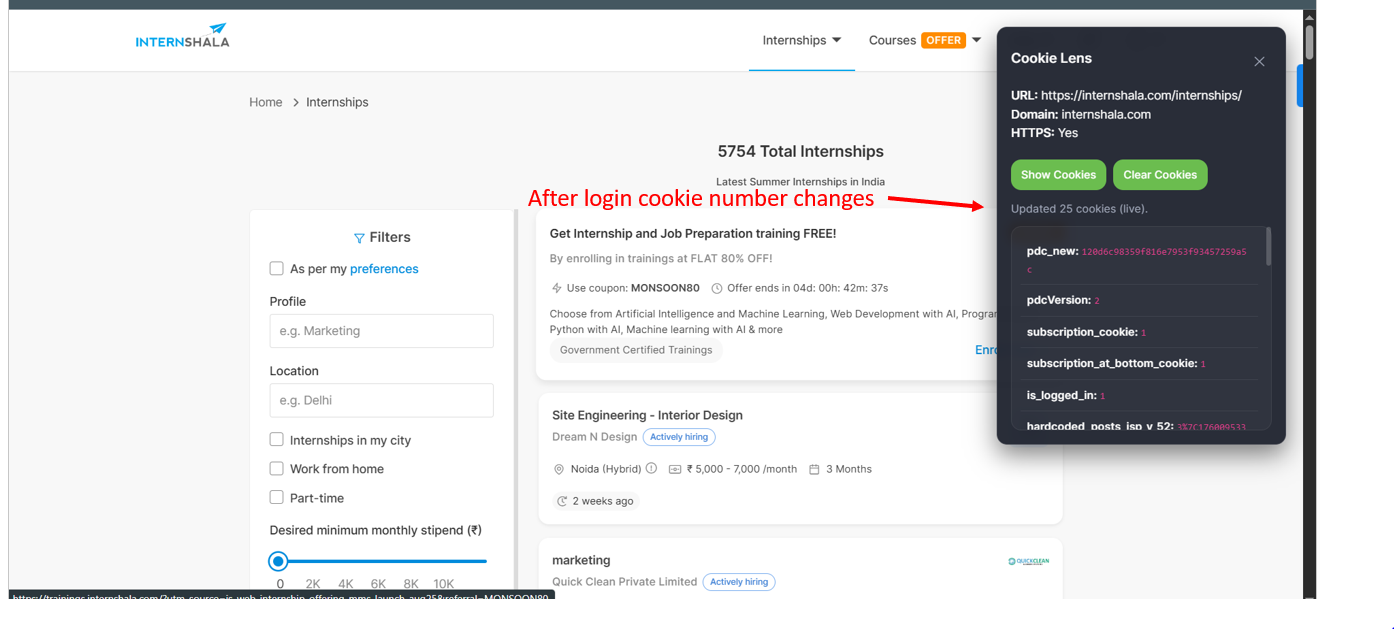 INTERNSHALA
Internships
Courses OFFER
Home > Internships
5754 Total Internships
Latest Summer Internships in India
After login cookie number changes
Filters
As per my preferences
Profile
e.g. Marketing
Location
e.g. Delhi
Internships in my city
Work from home
Part-time
Desired minimum monthly stipend (₹)
0 2K 4K 6K 8K 10K
Get Internship and Job Preparation training FREE!
By enrolling in trainings at FLAT 80% OFF!
Use coupon: MONSOON80 Offer ends in 04d: 00h: 42m: 37s
Choose from Artificial Intelligence and Machine Learning, Web Development with AI, Progra
Python with AI, Machine learning with AI & more
Government Certified Trainings
Enro
Site Engineering - Interior Design
Dream N Design Actively hiring
Noida (Hybrid) ₹ 5,000 - 7,000 /month 3 Months
2 weeks ago
marketing
QUICKCLEAN
Quick Clean Private Limited Actively hiring
Cookie Lens
URL: https://internshala.com/internships/
Domain: internshala.com
HTTPS: Yes
Show Cookies Clear Cookies
Updated 25 cookies (live).
pdc_new: 120d6c98359f816e7953f93457259a5
c
pdcVersion: 2
subscription_cookie: 1
subscription_at_bottom_cookie: 1
is_logged_in: 1
hardcoded_posts_isp_v_52: 3%7C176009533
https://trainings.internshala.com/?utm_source=is_web_internship_offering_mms_launch_aug25&referral=MONSOON80